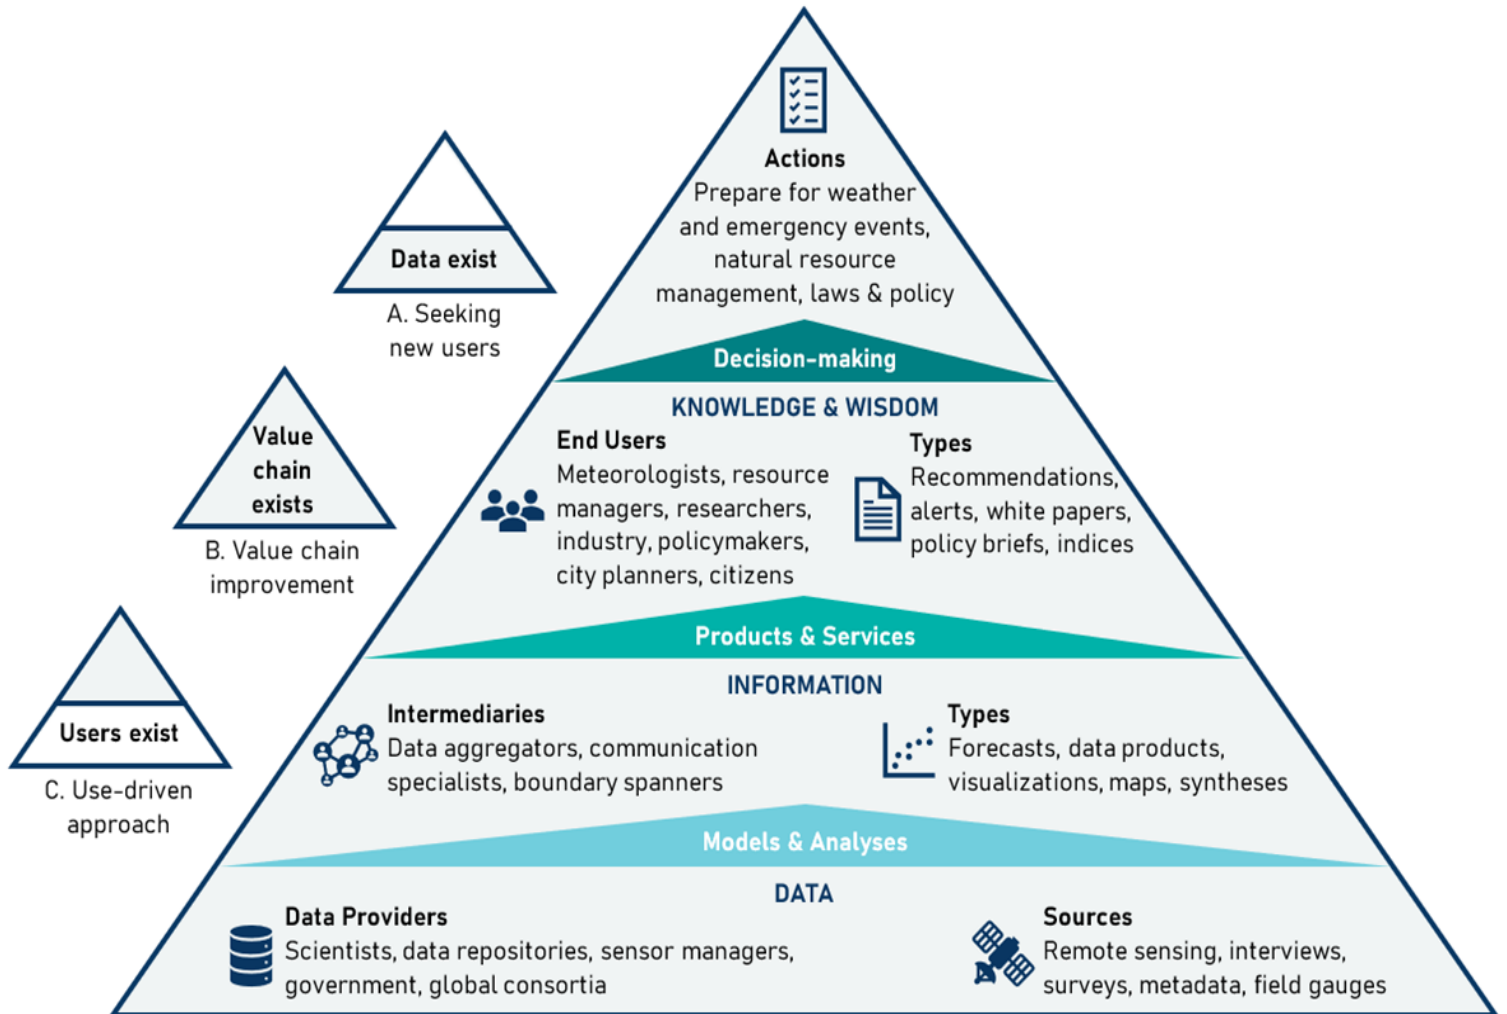 Actions
Prepare for weather
and emergency events,
natural resource
management, laws & policy
Decision-making
KNOWLEDGE & WISDOM
End Users
Meteorologists, resource
managers, researchers,
industry, policymakers,
city planners, citizens
Types
Recommendations,
alerts, white papers,
policy briefs, indices
Products & Services
INFORMATION
Intermediaries
Data aggregators, communication
specialists, boundary spanners
Types
Forecasts, data products,
visualizations, maps, syntheses
Models & Analyses
DATA
Data Providers
Scientists, data repositories, sensor managers,
government, global consortia
Sources
Remote sensing, interviews,
surveys, metadata, field gauges
Data exist
A. Seeking
new users
Value
chain
exists
B. Value chain
improvement
Users exist
C. Use-driven
approach